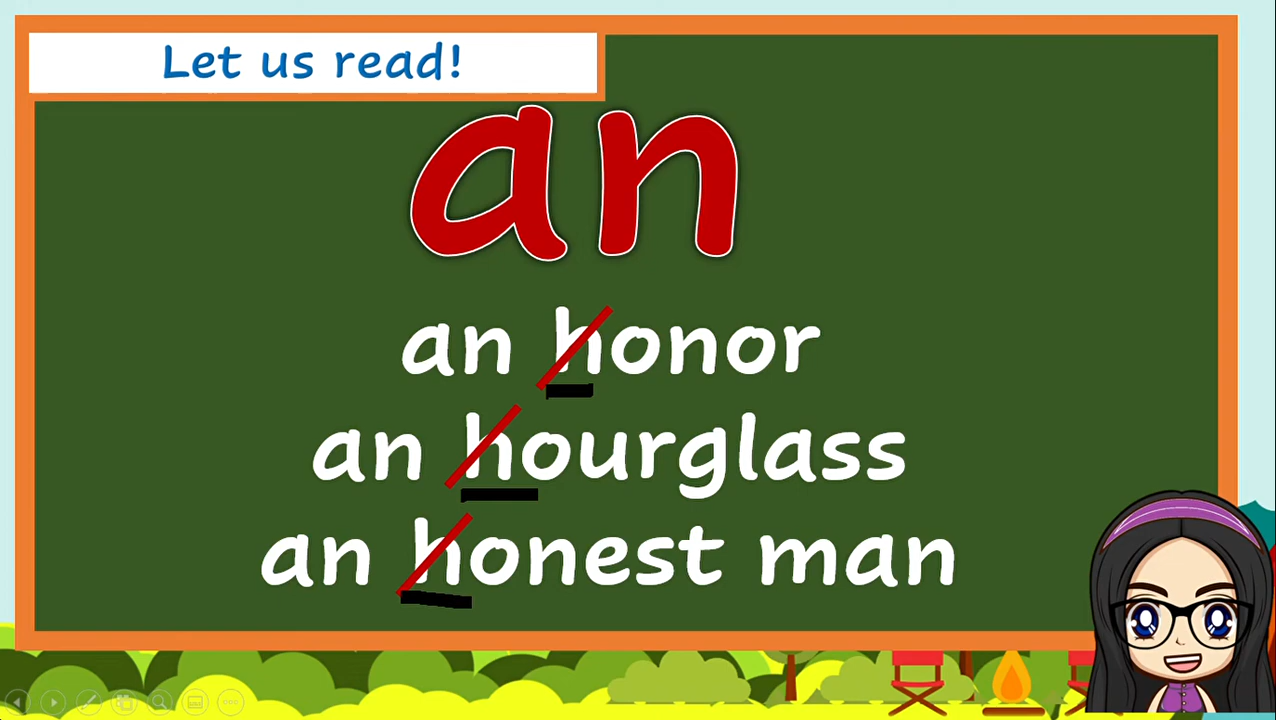 Let us read!
an
an honor
an hourglass
an honest man